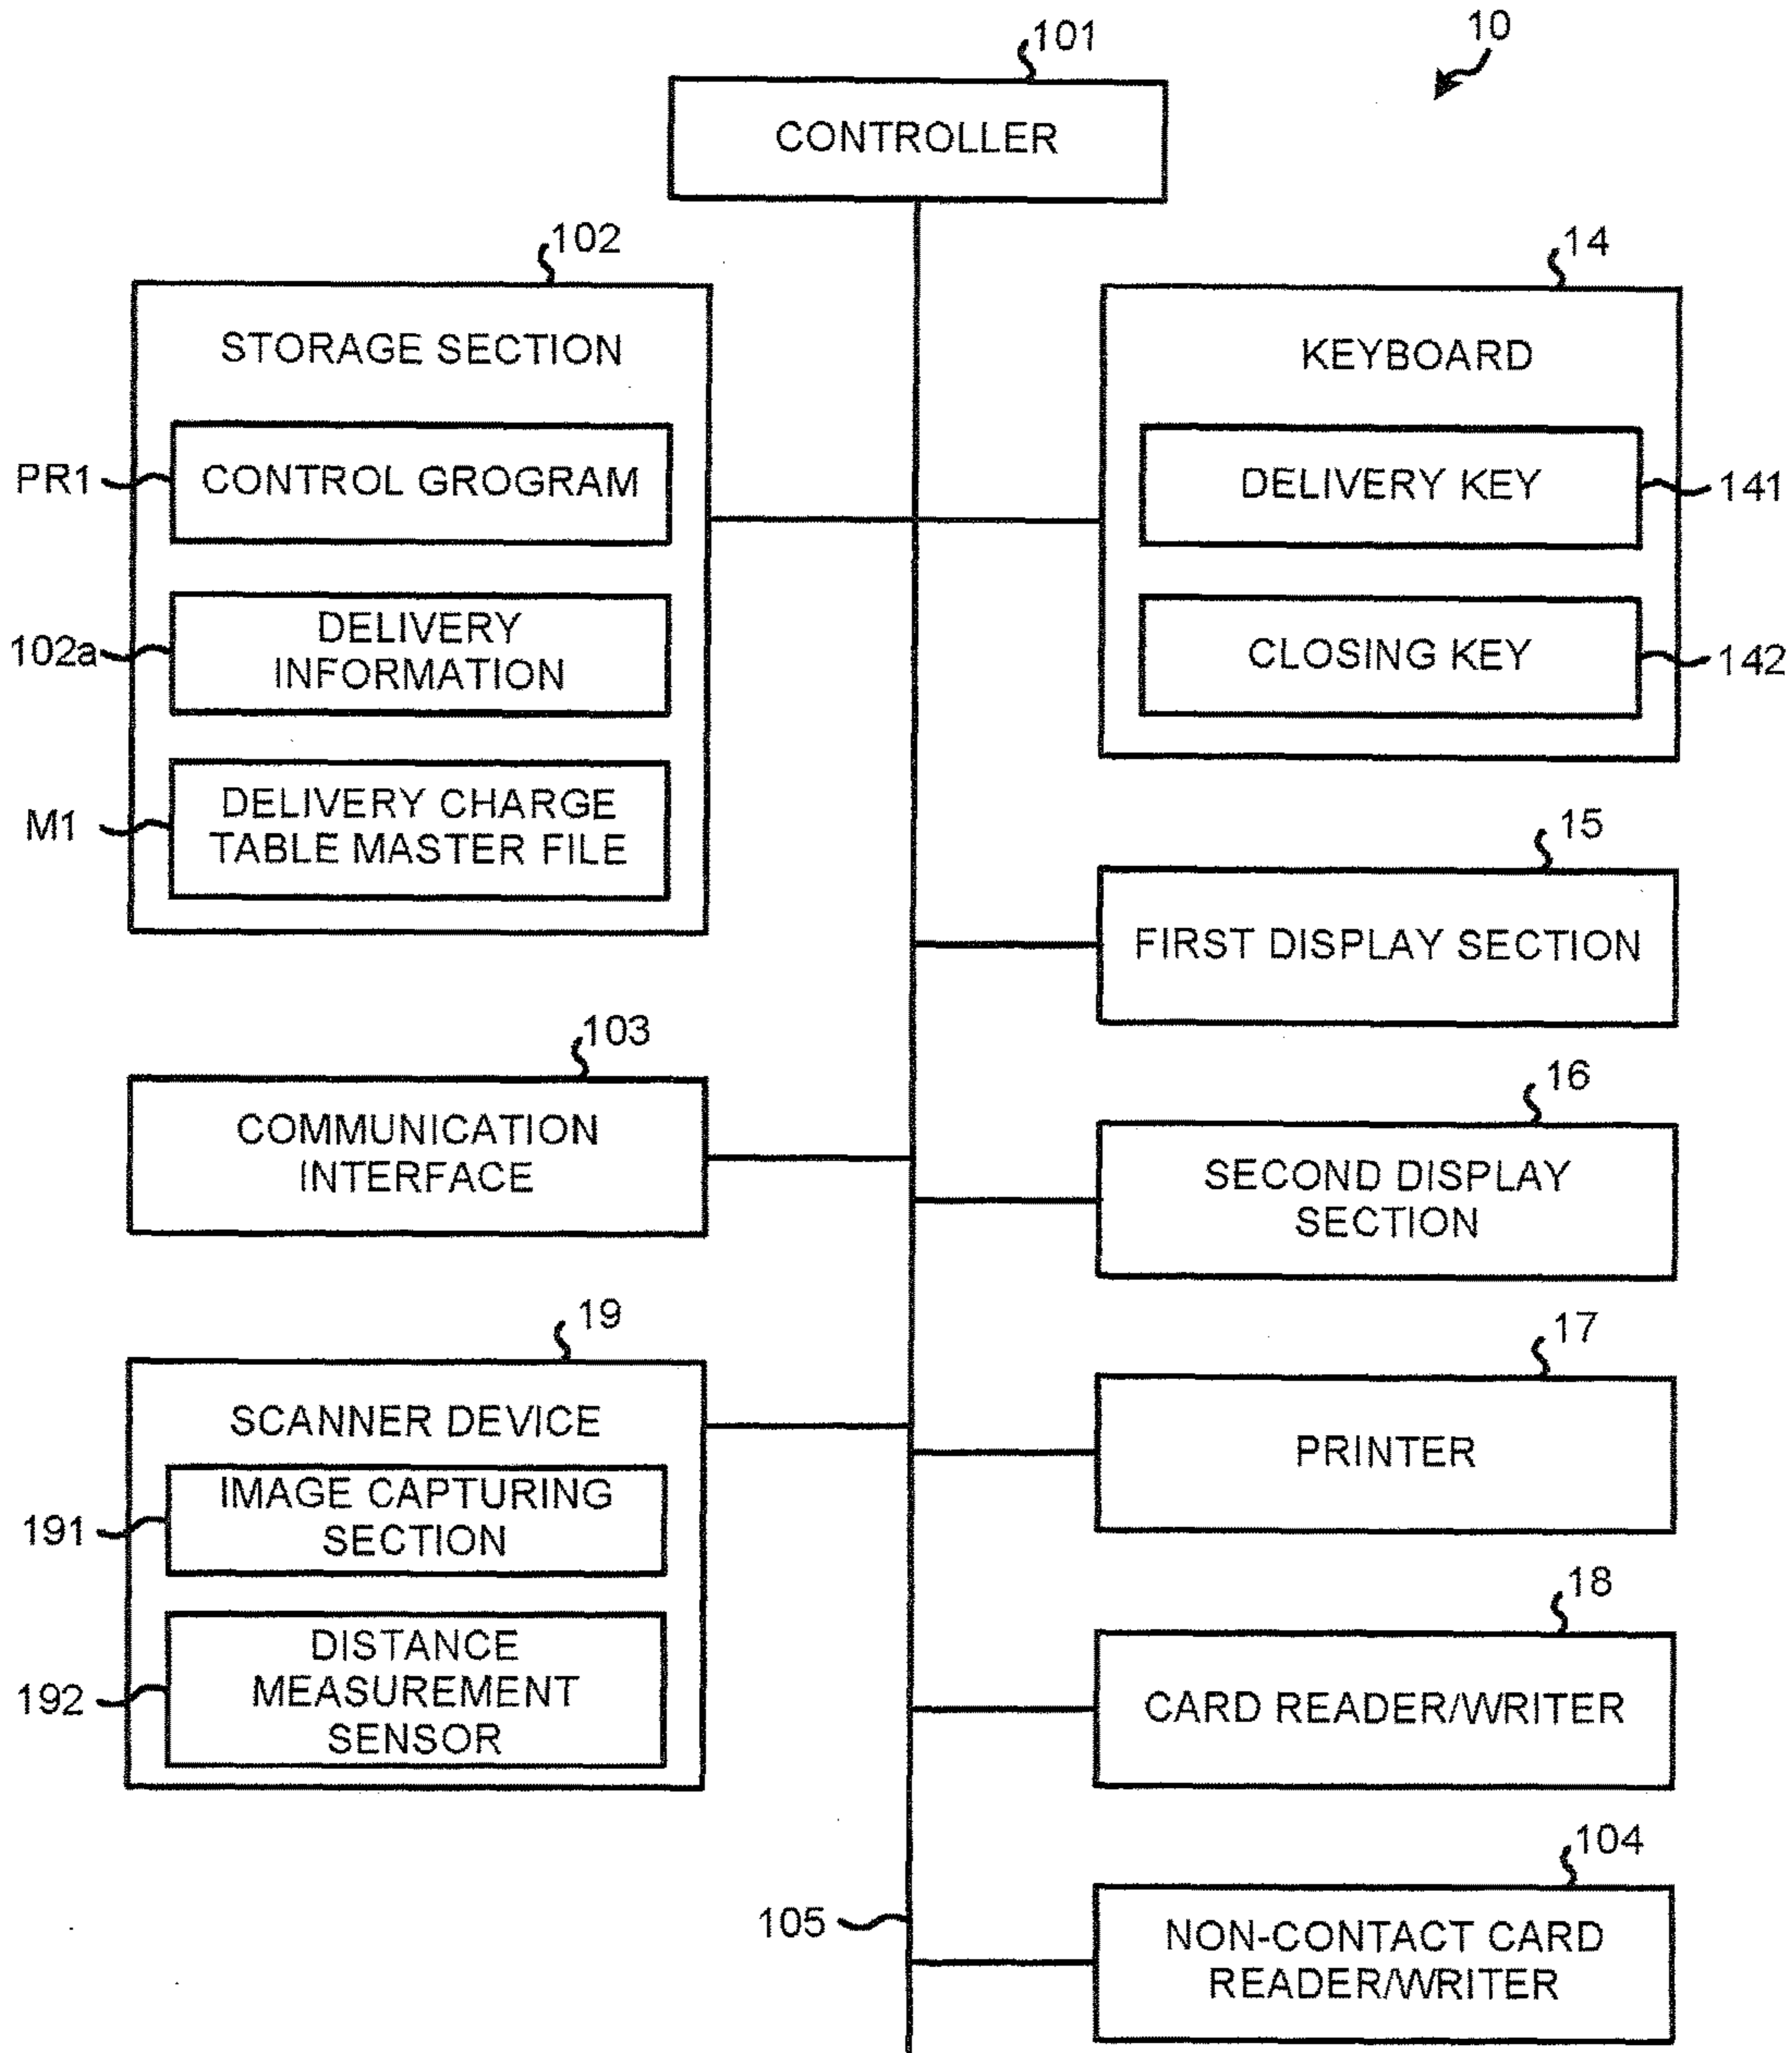 10
101
CONTROLLER
102
STORAGE SECTION
PR1
CONTROL GROGRAM
102a
DELIVERY
INFORMATION
M1
DELIVERY CHARGE
TABLE MASTER FILE
14
KEYBOARD
DELIVERY KEY
141
CLOSING KEY
142
15
FIRST DISPLAY SECTION
103
COMMUNICATION
INTERFACE
16
SECOND DISPLAY
SECTION
19
SCANNER DEVICE
191
IMAGE CAPTURING
SECTION
192
DISTANCE
MEASUREMENT
SENSOR
17
PRINTER
18
CARD READER/WRITER
104
NON-CONTACT CARD
READER/WRITER
105